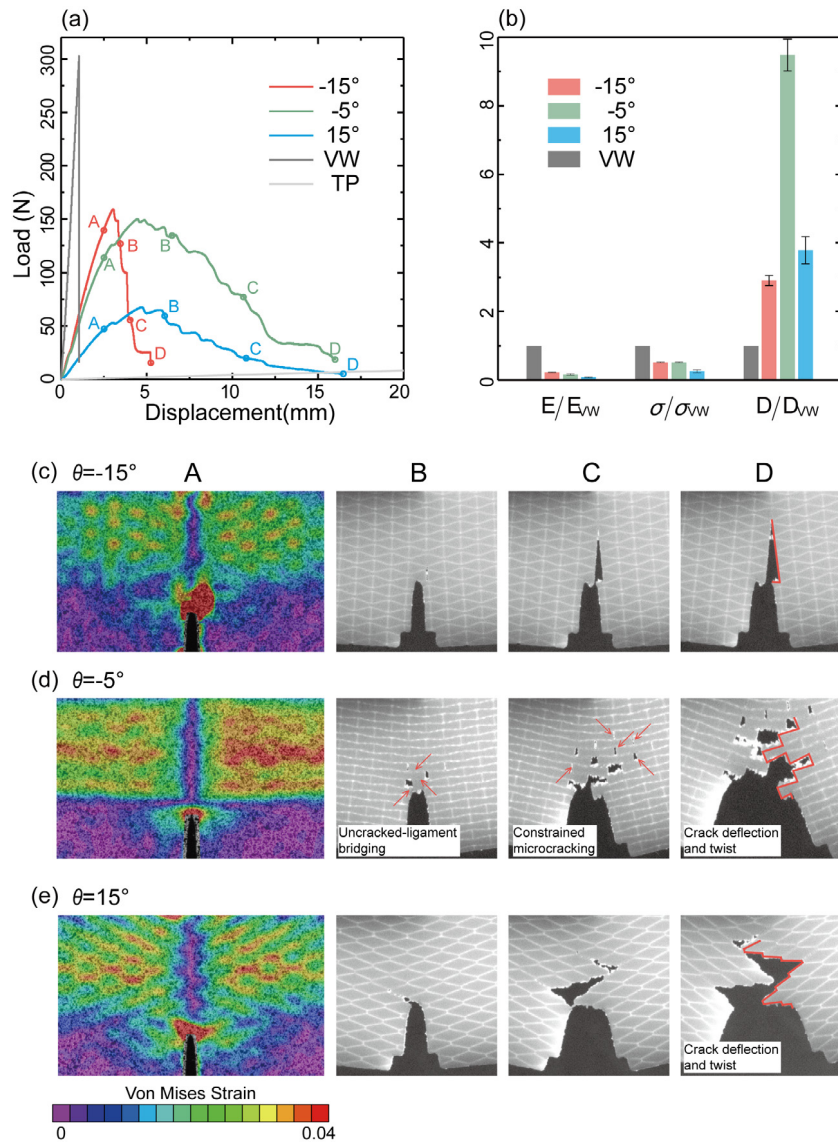 (a)
300
250
200
150
100
50
0
Load (N)
0
5
10
15
20
Displacement(mm)
-15°
-5°
15°
VW
TP
A
B
C
D
A
B
C
D
A
B
C
D
(b)
10
8
6
4
2
0
-15°
-5°
15°
VW
E/E_VW
σ/σ_VW
D/D_VW
(c) θ=-15°
A B C D
(d) θ=-5°
Uncracked-ligament
bridging
Constrained
microcracking
Crack deflection
and twist
(e) θ=15°
Crack deflection
and twist
Von Mises Strain
0 0.04